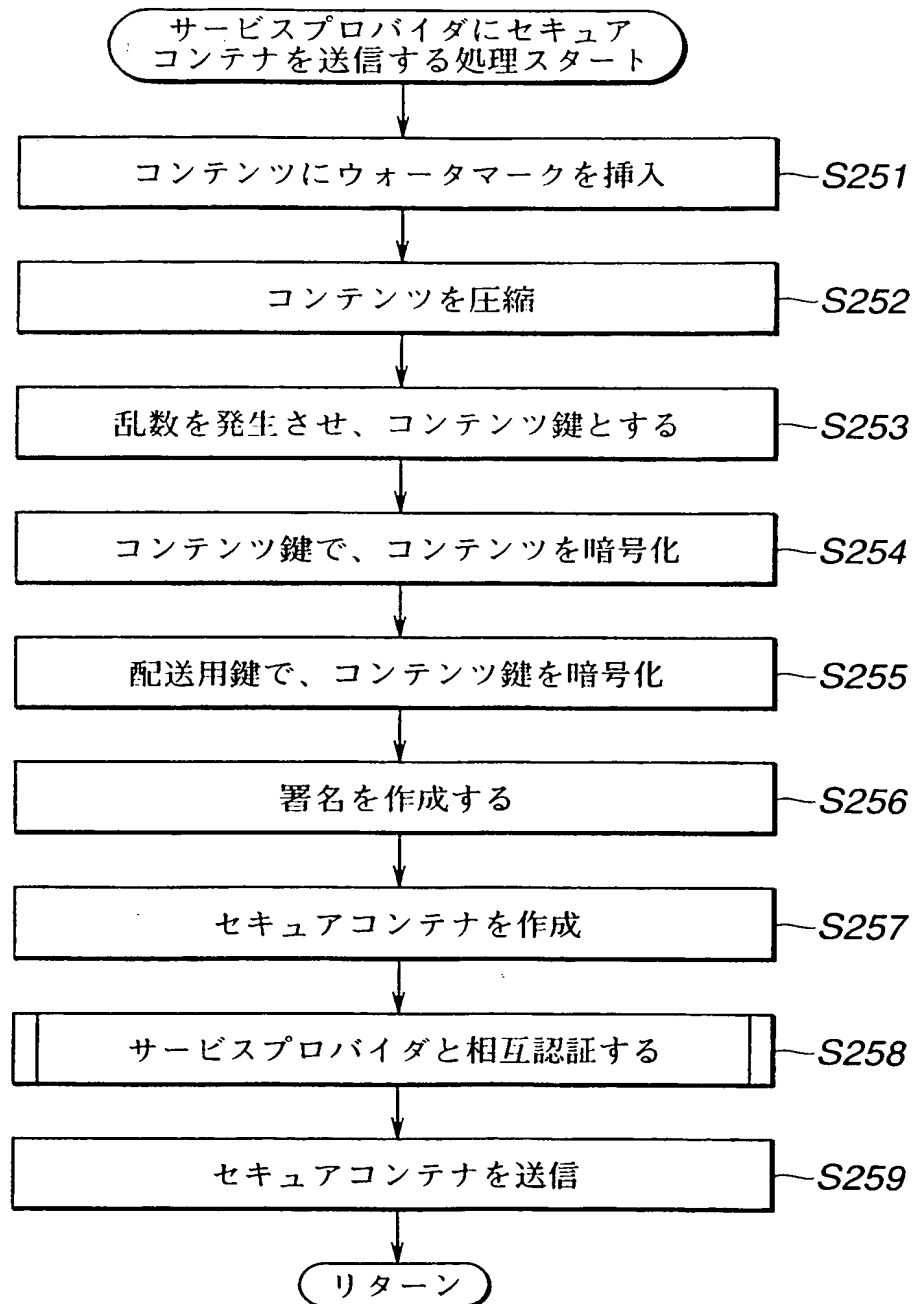 サービスプロバイダにセキュア
コンテナを送信する処理スタート
コンテンツにウォータマークを挿入
S251
コンテンツを圧縮
S252
乱数を発生させ、コンテンツ鍵とする
S253
コンテンツ鍵で、コンテンツを暗号化
S254
配送用鍵で、コンテンツ鍵を暗号化
S255
署名を作成する
S256
セキュアコンテナを作成
S257
サービスプロバイダと相互認証する
S258
セキュアコンテナを送信
S259
リターン